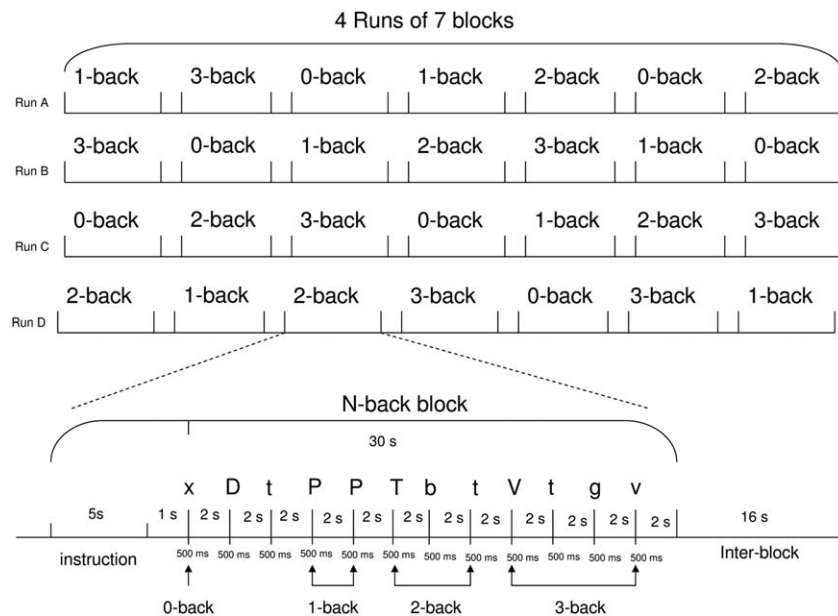 4 Runs of 7 blocks
1-back 3-back 0-back 1-back 2-back 0-back 2-back
Run A
3-back 0-back 1-back 2-back 3-back 1-back 0-back
Run B
0-back 2-back 3-back 0-back 1-back 2-back 3-back
Run C
2-back 1-back 2-back 3-back 0-back 3-back 1-back
Run D
N-back block
30 s
x D t P P T b t V t g v
5s 1 s 2 s 2 s 2 s 2 s 2 s 2 s 2 s 2 s 2 s 2 s 2 s 2 s 16 s
instruction 500 ms 500 ms 500 ms 500 ms 500 ms 500 ms 500 ms 500 ms 500 ms 500 ms 500 ms 500 ms Inter-block
0-back 1-back 2-back 3-back